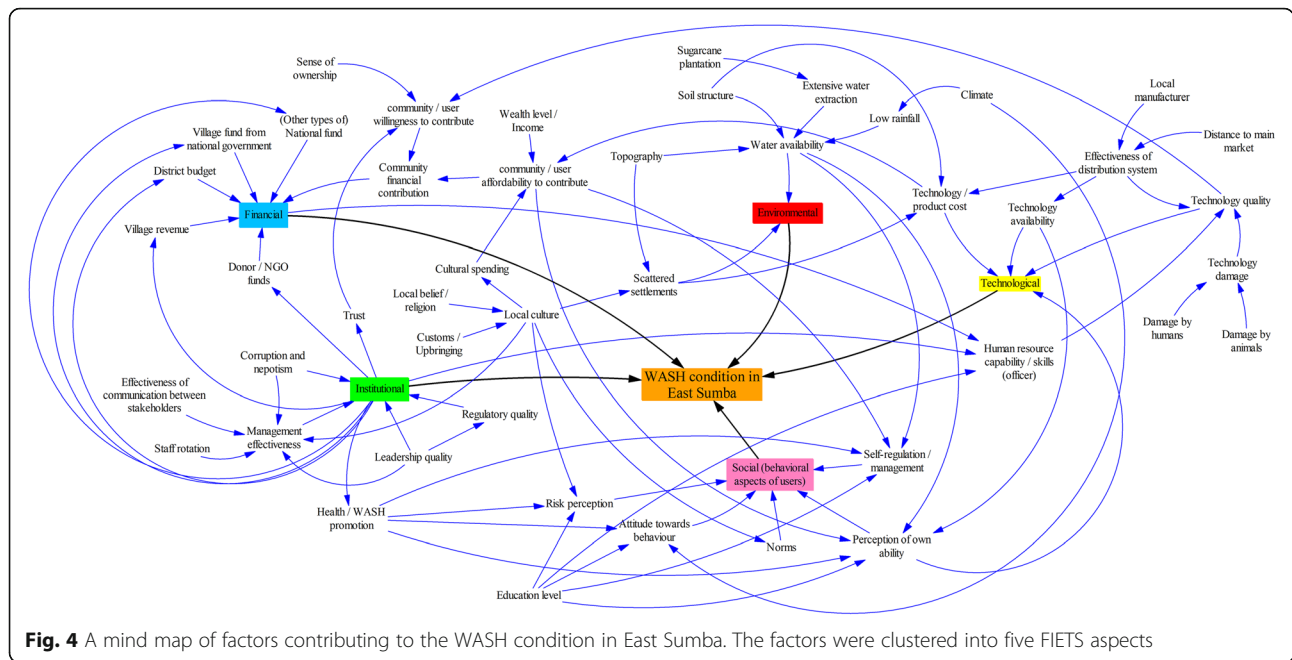 Sense of
ownership
Sugarcane
plantation
Soil structure
Extensive water
extraction
Climate
Local
manufacturer
(Other types of)
National fund
community / user
willingness to contribute
Wealth level /
Income
Low rainfall
Distance to main
market
Village fund from
national government
Water availability
Topography
Effectiveness of
distribution system
District budget
Community
financial
contribution
community / user
affordability to contribute
Technology /
product cost
Technology
availability
Technology quality
Financial
Environmental
Village revenue
Donor / NGO
funds
Cultural spending
Scattered
settlements
Technological
Technology
damage
Local belief /
religion
Local culture
Trust
Customs /
Upbringing
Damage by
humans
Damage by
animals
Human resource
capability / skills
(officer)
Corruption and
nepotism
Effectiveness of
communication between
stakeholders
Institutional
WASH condition in
East Sumba
Regulatory quality
Management
effectiveness
Staff rotation
Leadership quality
Social (behavioral
aspects of users)
Self-regulation /
management
Health / WASH
promotion
Risk perception
Attitude towards
behaviour
Norms
Perception of own
ability
Education level
Fig. 4 A mind map of factors contributing to the WASH condition in East Sumba. The factors were clustered into five FIETS aspects